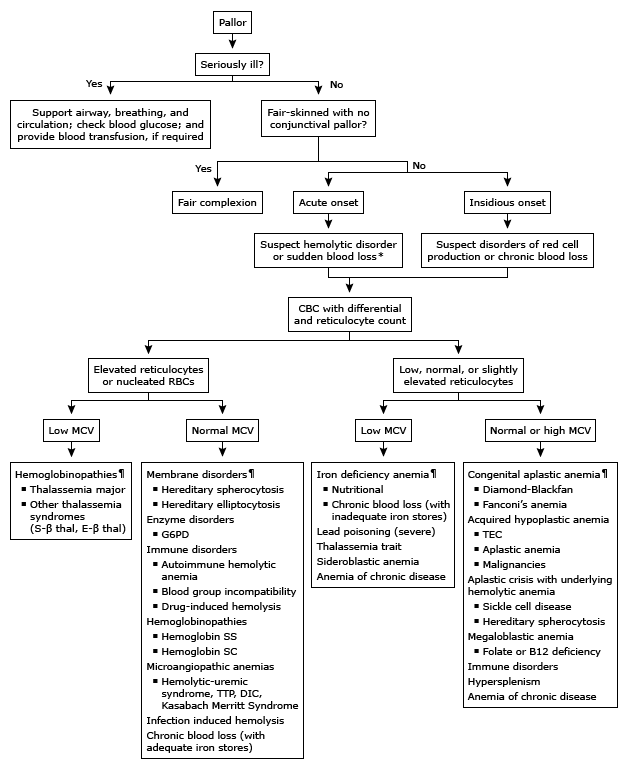 Pallor
Seriously ill?
Yes
No
Support airway, breathing, and
circulation; check blood glucose; and
provide blood transfusion, if required
Fair-skinned with no
conjunctival pallor?
Yes
No
Fair complexion
Acute onset
Insidious onset
Suspect hemolytic disorder
or sudden blood loss*
Suspect disorders of red cell
production or chronic blood loss
CBC with differential
and reticulocyte count
Elevated reticulocytes
or nucleated RBCs
Low, normal, or slightly
elevated reticulocytes
Low MCV
Normal MCV
Low MCV
Normal or high MCV
Hemoglobinopathies¶
▪ Thalassemia major
▪ Other thalassemia
syndromes
(S-β thal, E-β thal)
Membrane disorders¶
▪ Hereditary spherocytosis
▪ Hereditary elliptocytosis
Enzyme disorders
▪ G6PD
Immune disorders
▪ Autoimmune hemolytic
anemia
▪ Blood group incompatibility
▪ Drug-induced hemolysis
Hemoglobinopathies
▪ Hemoglobin SS
▪ Hemoglobin SC
Microangiopathic anemias
▪ Hemolytic-uremic
syndrome, TTP, DIC,
Kasabach Merritt Syndrome
Infection induced hemolysis
Chronic blood loss (with
adequate iron stores)
Iron deficiency anemia¶
▪ Nutritional
▪ Chronic blood loss (with
inadequate iron stores)
Lead poisoning (severe)
Thalassemia trait
Sideroblastic anemia
Anemia of chronic disease
Congenital aplastic anemia¶
▪ Diamond-Blackfan
▪ Fanconi's anemia
Acquired hypoplastic anemia
▪ TEC
▪ Aplastic anemia
▪ Malignancies
Aplastic crisis with underlying
hemolytic anemia
▪ Sickle cell disease
▪ Hereditary spherocytosis
Megaloblastic anemia
▪ Folate or B12 deficiency
Immune disorders
Hypersplenism
Anemia of chronic disease